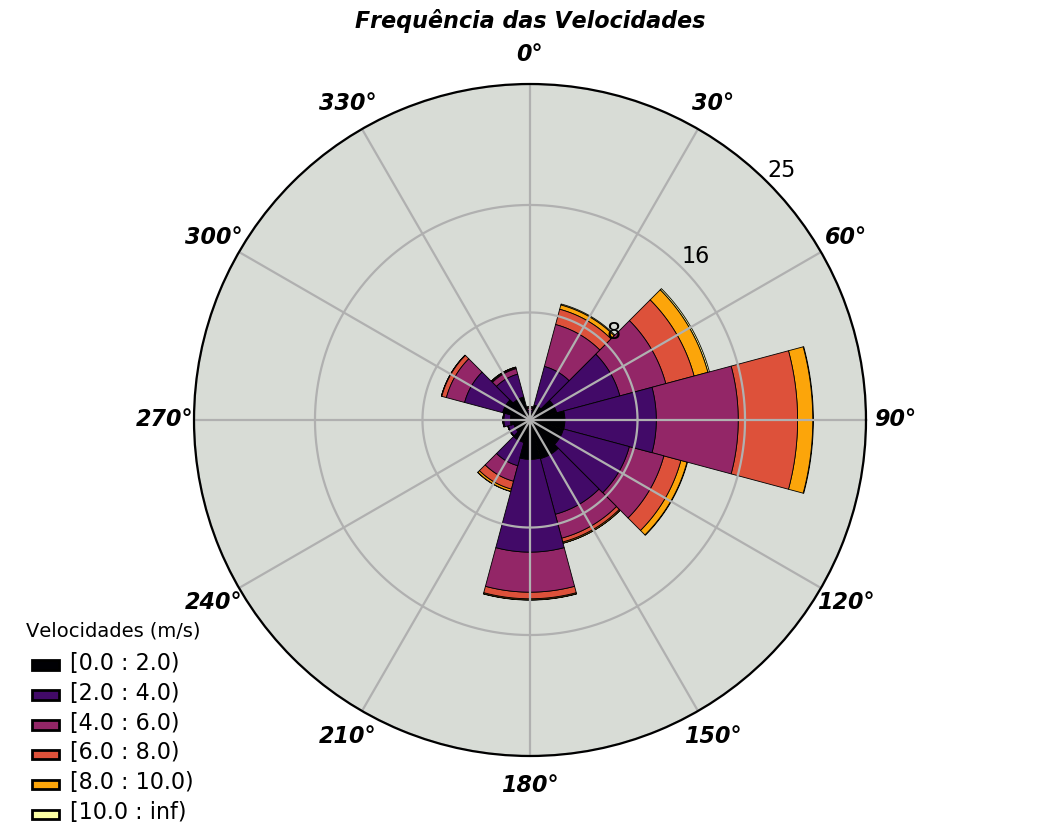 Frequência das Velocidades
0°
330°
30°
25
300°
60°
16
8
270°
90°
240°
120°
210°
150°
180°
Velocidades (m/s)
[0.0 : 2.0)
[2.0 : 4.0)
[4.0 : 6.0)
[6.0 : 8.0)
[8.0 : 10.0)
[10.0 : inf)